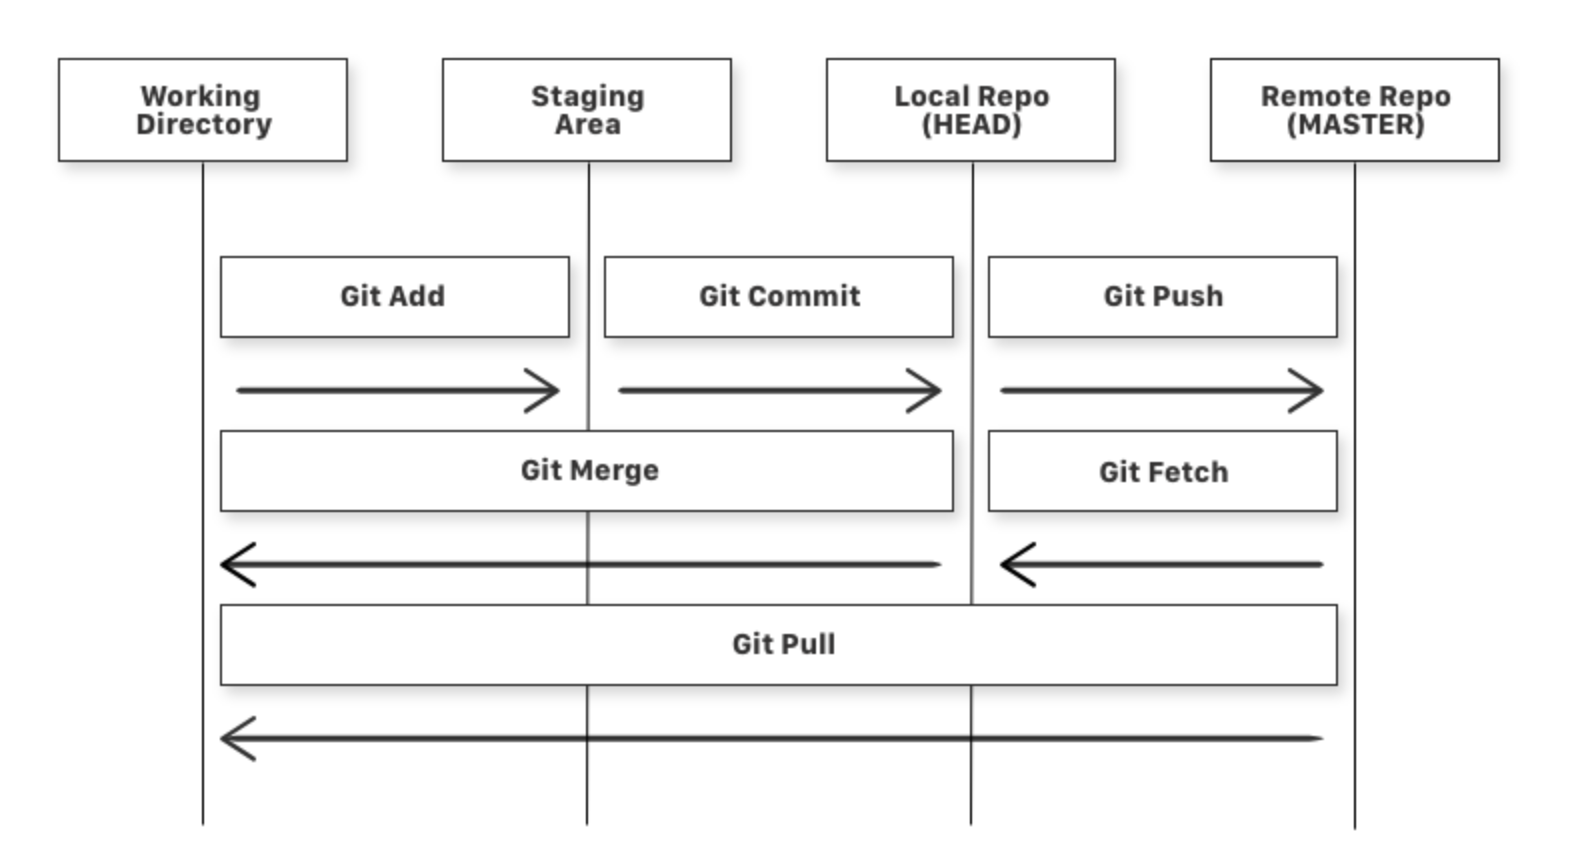 Working
Directory
Staging
Area
Local Repo
(HEAD)
Remote Repo
(MASTER)
Git Add
Git Commit
Git Push
Git Merge
Git Fetch
Git Pull